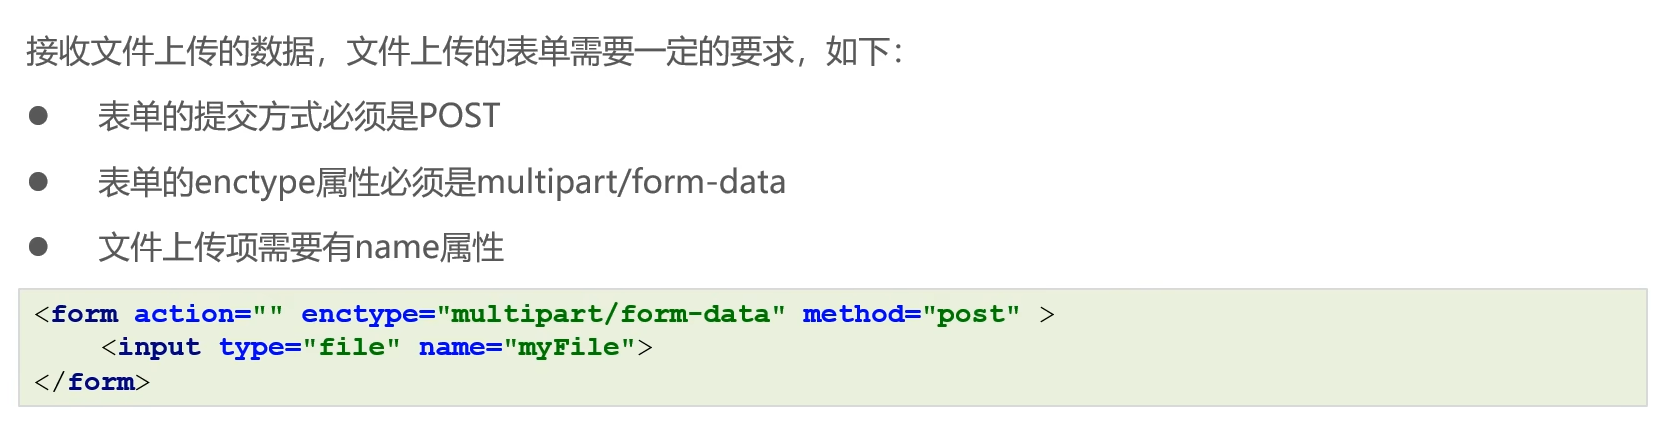 接收文件上传的数据，文件上传的表单需要一定的要求，如下：
● 表单的提交方式必须是POST
● 表单的enctype属性必须是multipart/form-data
● 文件上传项需要有name属性
<form action="" enctype="multipart/form-data" method="post" >
    <input type="file" name="myFile">
</form>